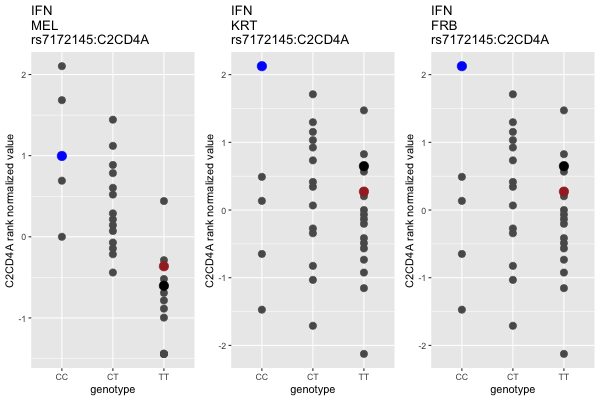 IFN
MEL
rs7172145:C2CD4A
C2CD4A rank normalized value
2
1
0
-1
CC CT TT
genotype
IFN
KRT
rs7172145:C2CD4A
C2CD4A rank normalized value
2
1
0
-1
-2
CC CT TT
genotype
IFN
FRB
rs7172145:C2CD4A
C2CD4A rank normalized value
2
1
0
-1
-2
CC CT TT
genotype